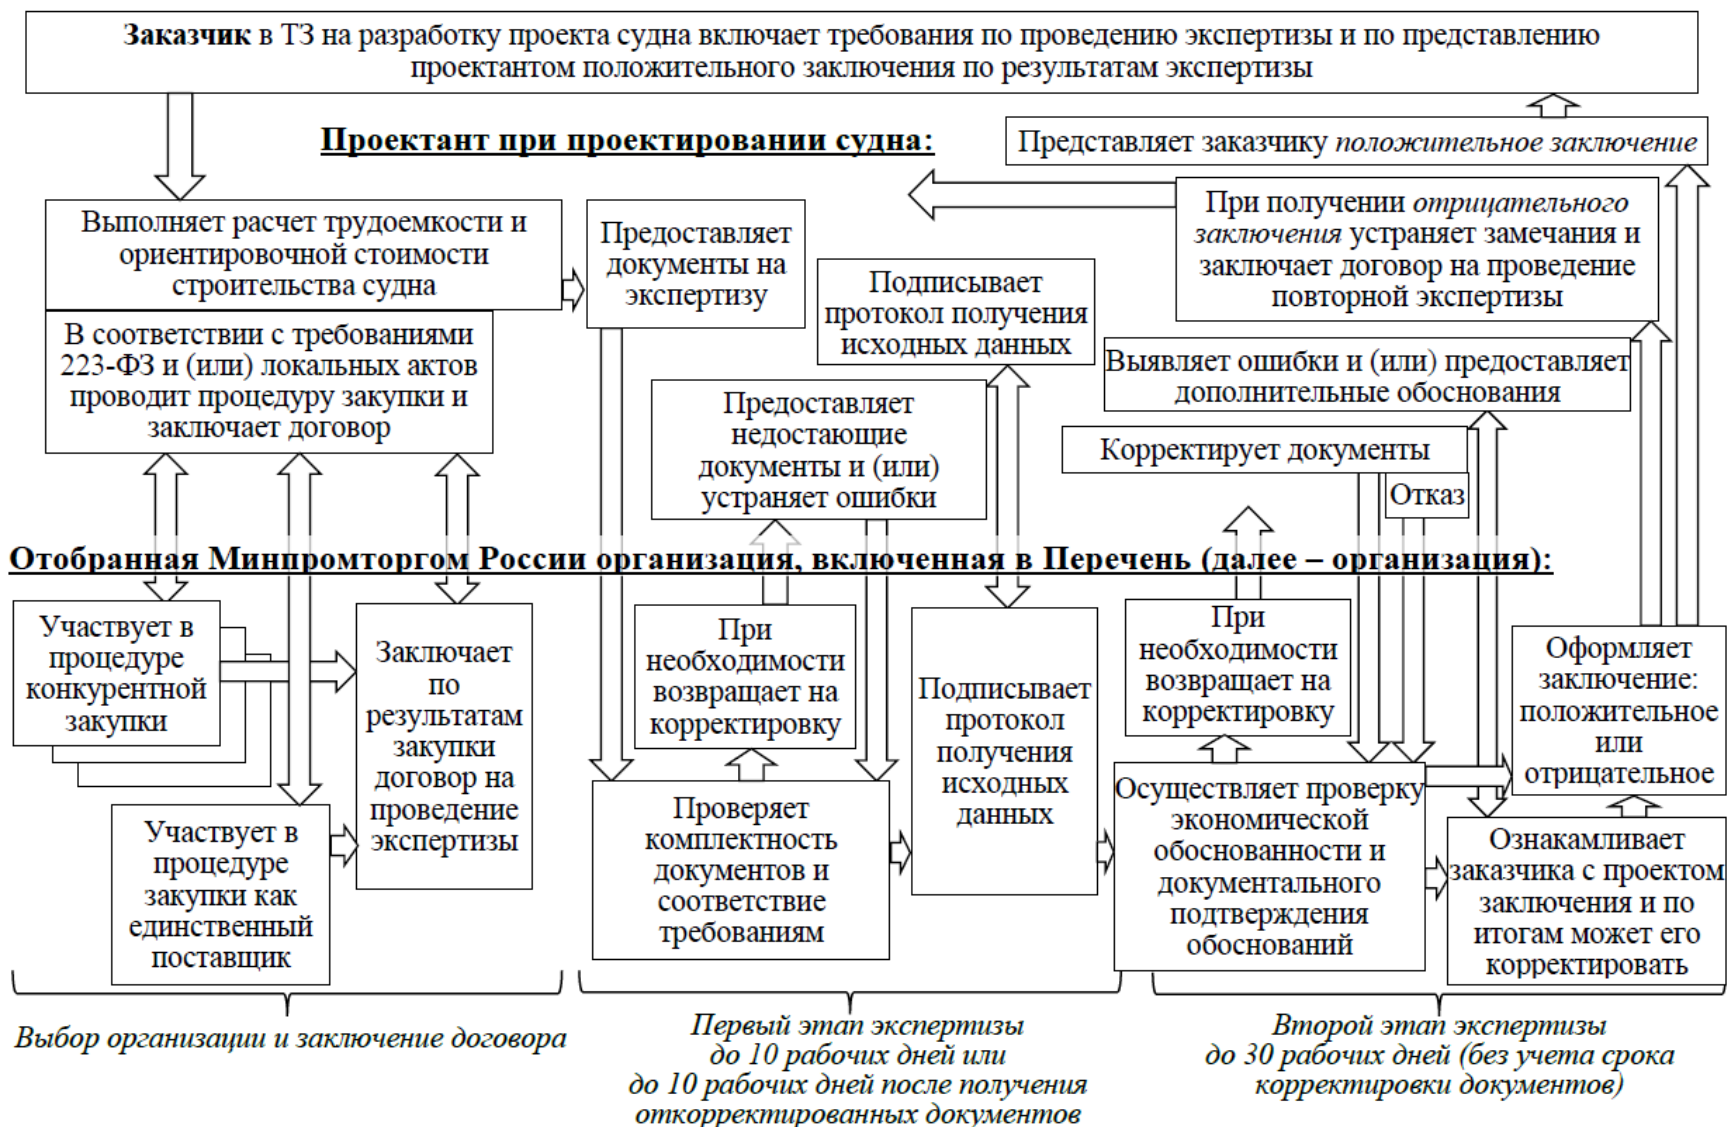 Заказчик в ТЗ на разработку проекта судна включает требования по проведению экспертизы и по представлению
проектантом положительного заключения по результатам экспертизы
Проектант при проектировании судна:
Представляет заказчику положительное заключение
Выполняет расчет трудоемкости и
ориентировочной стоимости
строительства судна
В соответствии с требованиями
223-ФЗ и (или) локальных актов
проводит процедуру закупки и
заключает договор
Предоставляет
документы на
экспертизу
Подписывает
протокол получения
исходных данных
Предоставляет
недостающие
документы и (или)
устраняет ошибки
При получении отрицательного
заключения устраняет замечания и
заключает договор на проведение
повторной экспертизы
Выявляет ошибки и (или) предоставляет
дополнительные обоснования
Корректирует документы
Отказ
Отобранная Минпромторгом России организация, включенная в Перечень (далее – организация):
Участвует в
процедуре
конкурентной
закупки
Участвует в
процедуре
закупки как
единственный
поставщик
Заключает
по
результатам
закупки
договор на
проведение
экспертизы
При
необходимости
возвращает на
корректировку
Проверяет
комплектность
документов и
соответствие
требованиям
Подписывает
протокол
получения
исходных
данных
При
необходимости
возвращает на
корректировку
Осуществляет проверку
экономической
обоснованности и
документального
подтверждения
обоснований
Оформляет
заключение:
положительное
или
отрицательное
Ознакамливает
заказчика с проектом
заключения и по
итогам может его
корректировать
Выбор организации и заключение договора
Первый этап экспертизы
до 10 рабочих дней или
до 10 рабочих дней после получения
откорректированных документов
Второй этап экспертизы
до 30 рабочих дней (без учета срока
корректировки документов)